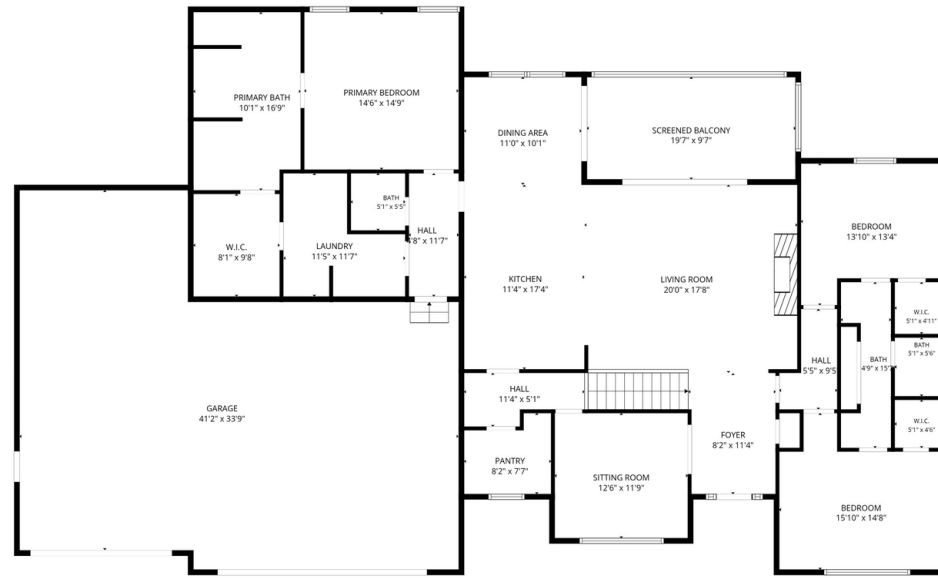 PRIMARY BATH
10'1" x 16'9"
PRIMARY BEDROOM
14'6" x 14'9"
DINING AREA
11'0" x 10'1"
SCREENED BALCONY
19'7" x 9'7"
BATH
5'1" x 5'5"
HALL
4'8" x 11'7"
W.I.C.
8'1" x 9'8"
LAUNDRY
11'5" x 11'7"
KITCHEN
11'4" x 17'4"
LIVING ROOM
20'0" x 17'8"
BEDROOM
13'10" x 13'4"
W.I.C.
5'1" x 4'11"
BATH
5'1" x 5'6"
HALL
5'5" x 9'5"
BATH
W.I.C.
5'1" x 4'6"
HALL
11'4" x 5'1"
GARAGE
41'2" x 33'9"
PANTRY
8'2" x 7'7"
SITTING ROOM
12'6" x 11'9"
FOYER
8'2" x 11'4"
BEDROOM
15'10" x 14'8"